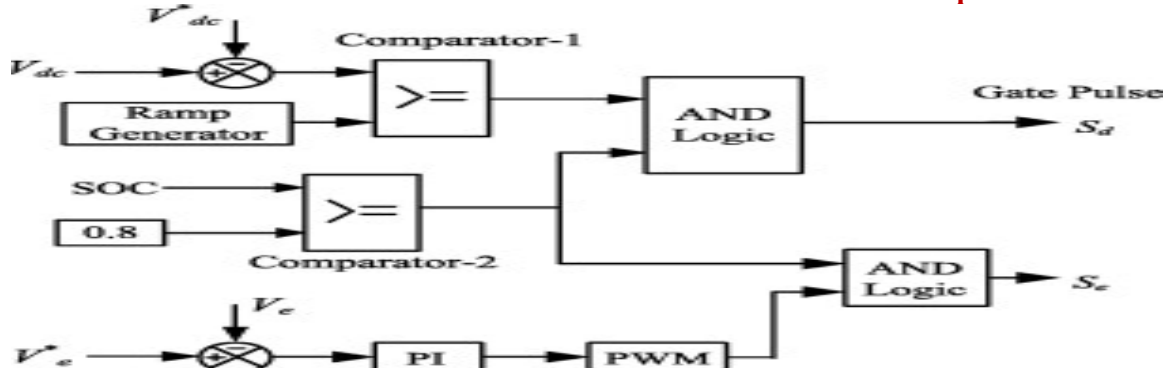 V*dc
Comparator-1
Vdc
+
−
>=
Ramp
Generator
AND
Logic
Gate Pulse
Sd
SOC
>=
0.8
Comparator-2
AND
Logic
Se
Ve
V*e
+
−
PI
PWM